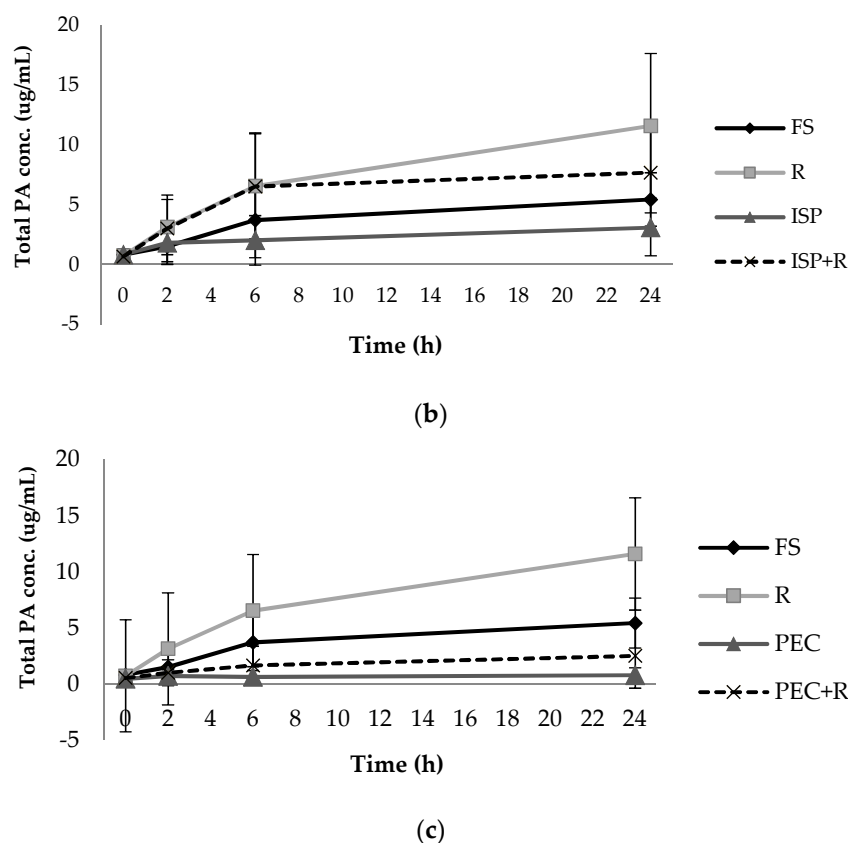 20
15
10
5
0
-5
Total PA conc. (ug/mL)
0 2 4 6 8 10 12 14 16 18 20 22 24
Time (h)
FS
R
ISP
ISP+R
(b)
20
15
10
5
0
-5
Total PA conc. (ug/mL)
0 2 4 6 8 10 12 14 16 18 20 22 24
Time (h)
FS
R
PEC
PEC+R
(c)